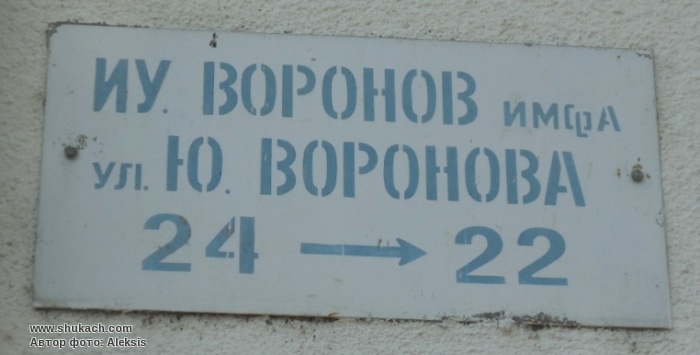 ИУ. ВОРОНОВ ИМФА
УЛ. Ю. ВОРОНОВА
24 → 22
www.shukach.com
Автор фото: Aleksis